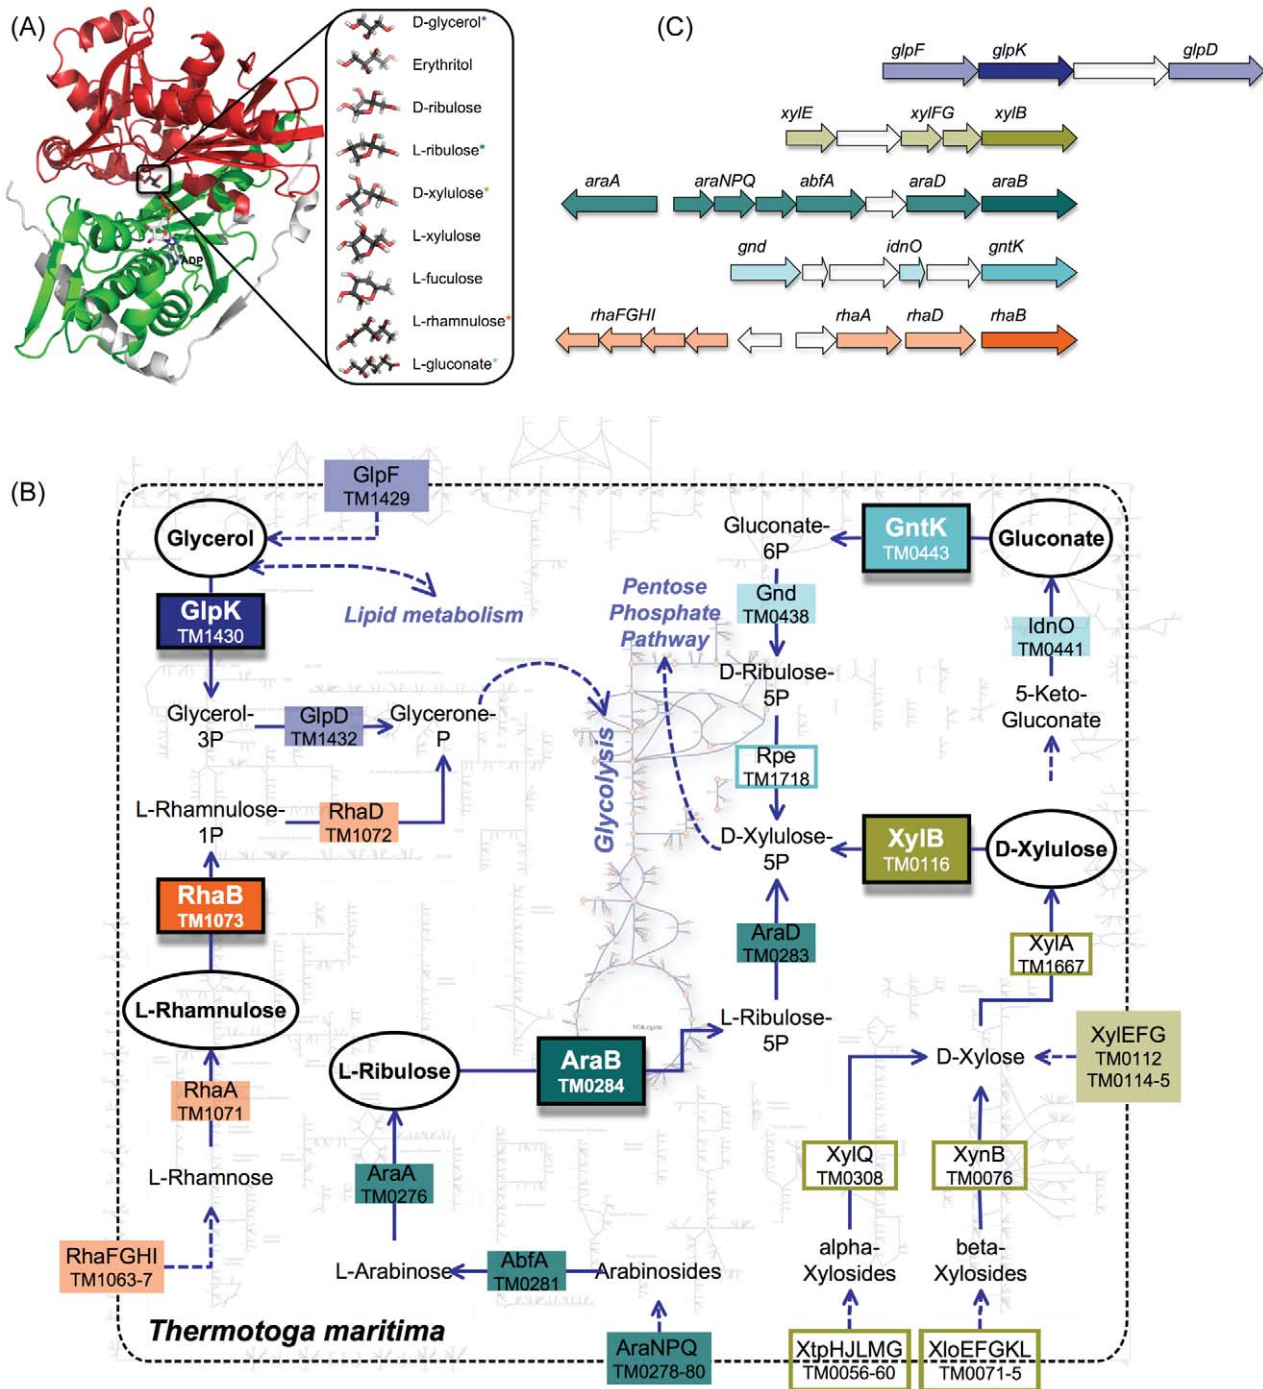 (A)
D-glycerol*
Erythritol
D-ribulose
L-ribulose*
D-xylulose*
L-xylulose
L-fuculose
L-rhamnulose*
L-gluconate*
ADP
(C)
glpF glpK glpD
xylE xylFG xylB
araA araNPQ abfA araD araB
gnd idnO gntK
rhaFGHI rhaA rhaD rhaB
(B)
GlpF
TM1429
Glycerol
GlpK
TM1430
Lipid metabolism
Glycerol-
3P
GlpD
TM1432
Glycerone-
P
L-Rhamnulose-
1P
RhaD
TM1072
RhaB
TM1073
L-Rhamnulose
RhaA
TM1071
L-Rhamnose
RhaFGHI
TM1063-7
Glycolysis
Pentose
Phosphate
Pathway
Gluconate-
6P
GntK
TM0443
Gluconate
Gnd
TM0438
IdnO
TM0441
D-Ribulose-
5P
5-Keto-
Gluconate
Rpe
TM1718
D-Xylulose-
5P
XylB
TM0116
D-Xylulose
AraD
TM0283
XylA
TM1667
L-Ribulose-
5P
TCA cycle
L-Ribulose
AraB
TM0284
D-Xylose
XylEFG
TM0112
TM0114-5
AraA
TM0276
XylQ
TM0308
XynB
TM0076
L-Arabinose
AbfA
TM0281
Arabinosides
alpha-
Xylosides
beta-
Xylosides
Thermotoga maritima
AraNPQ
TM0278-80
XtpHJLMG
TM0056-60
XloEFGKL
TM0071-5